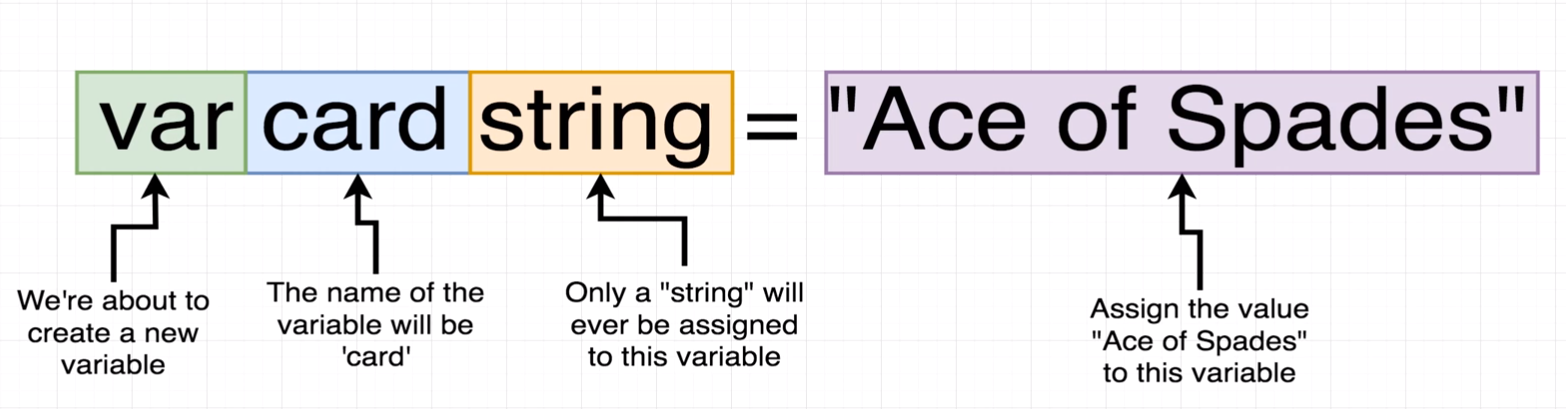 var card string = "Ace of Spades"
We're about to
create a new
variable
The name of the
variable will be
'card'
Only a "string" will
ever be assigned
to this variable
Assign the value
"Ace of Spades"
to this variable